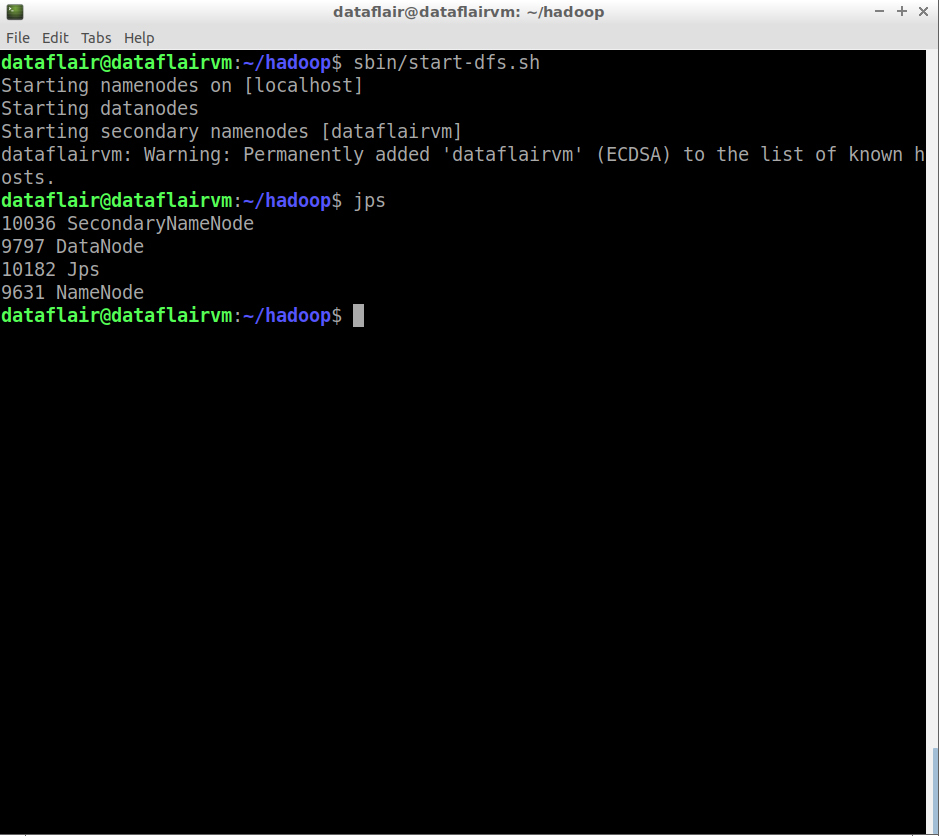 dataflair@dataflairvm: ~/hadoop
File Edit Tabs Help
dataflair@dataflairvm:~/hadoop$ sbin/start-dfs.sh
Starting namenodes on [localhost]
Starting datanodes
Starting secondary namenodes [dataflairvm]
dataflairvm: Warning: Permanently added 'dataflairvm' (ECDSA) to the list of known h
osts.
dataflair@dataflairvm:~/hadoop$ jps
10036 SecondaryNameNode
9797 DataNode
10182 Jps
9631 NameNode
dataflair@dataflairvm:~/hadoop$